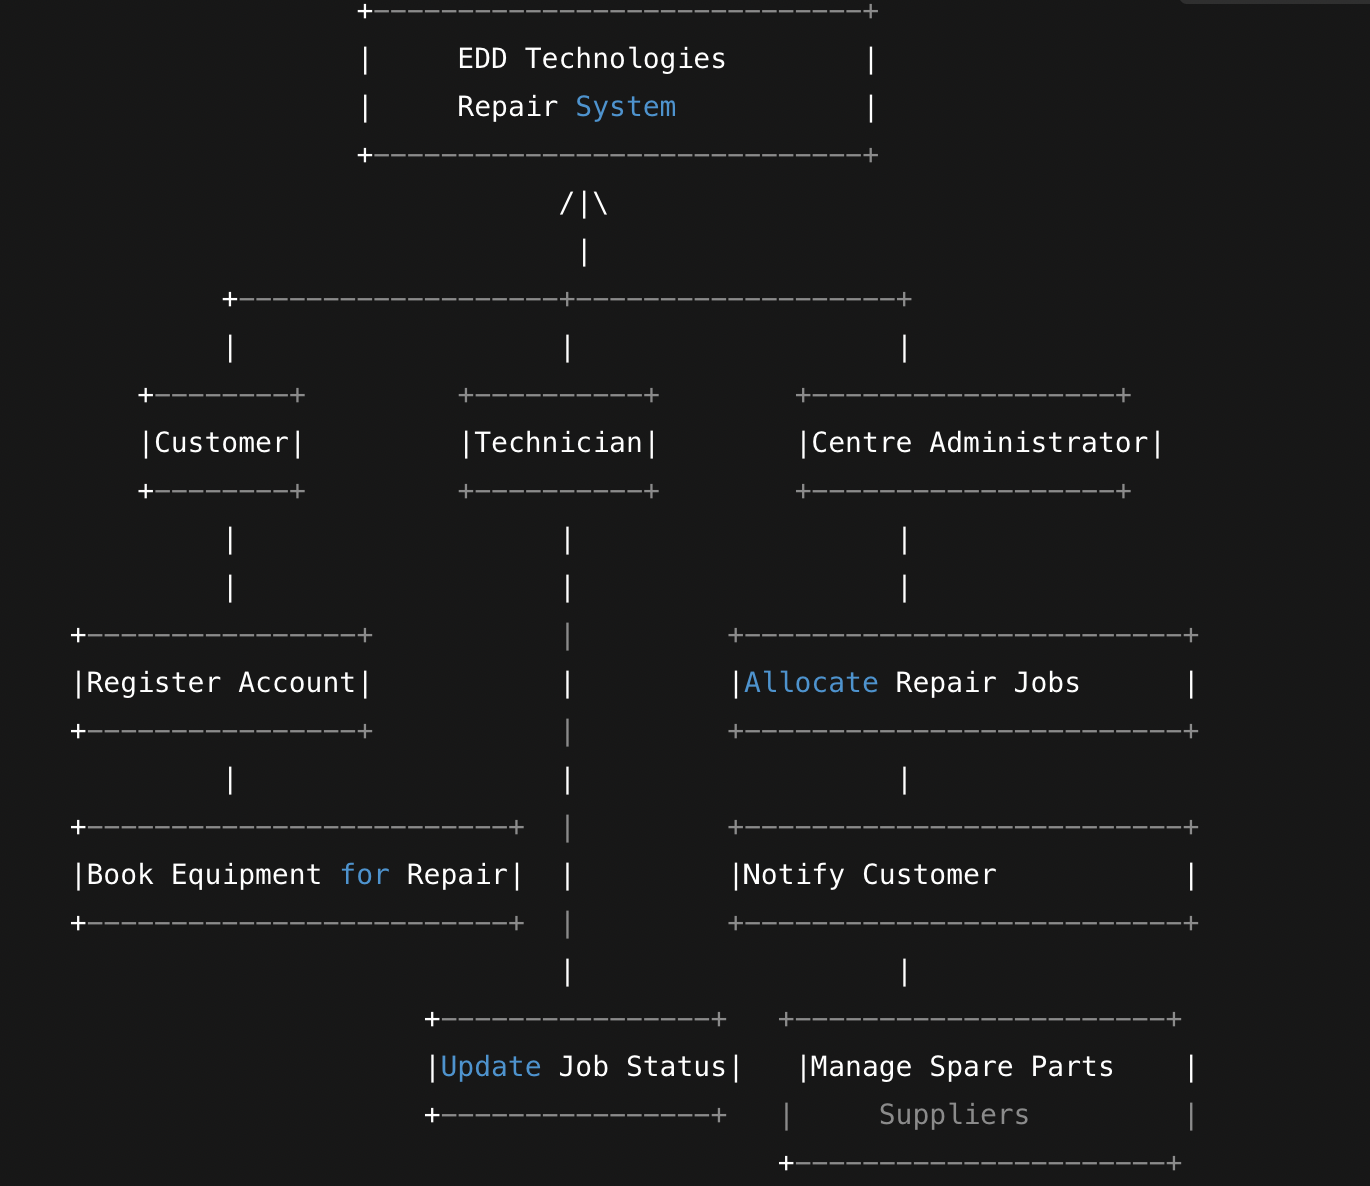 +-----------------------------+
|     EDD Technologies        |
|     Repair System           |
+-----------------------------+
/|\
|
+-------------------+-------------------+
|                   |                   |
+--------+         +----------+        +-------------------+
|Customer|         |Technician|        |Centre Administrator|
+--------+         +----------+        +-------------------+
|                   |                   |
|                   |                   |
+----------------+           |         +--------------------------+
|Register Account|           |         |Allocate Repair Jobs      |
+----------------+           |         +--------------------------+
|                   |                   |
+-------------------------+  |            +--------------------------+
|Book Equipment for Repair|  |            |Notify Customer           |
+-------------------------+  |            +--------------------------+
|                   |
+----------------+   +----------------------+
|Update Job Status|   |Manage Spare Parts    |
+----------------+   |     Suppliers         |
+----------------------+